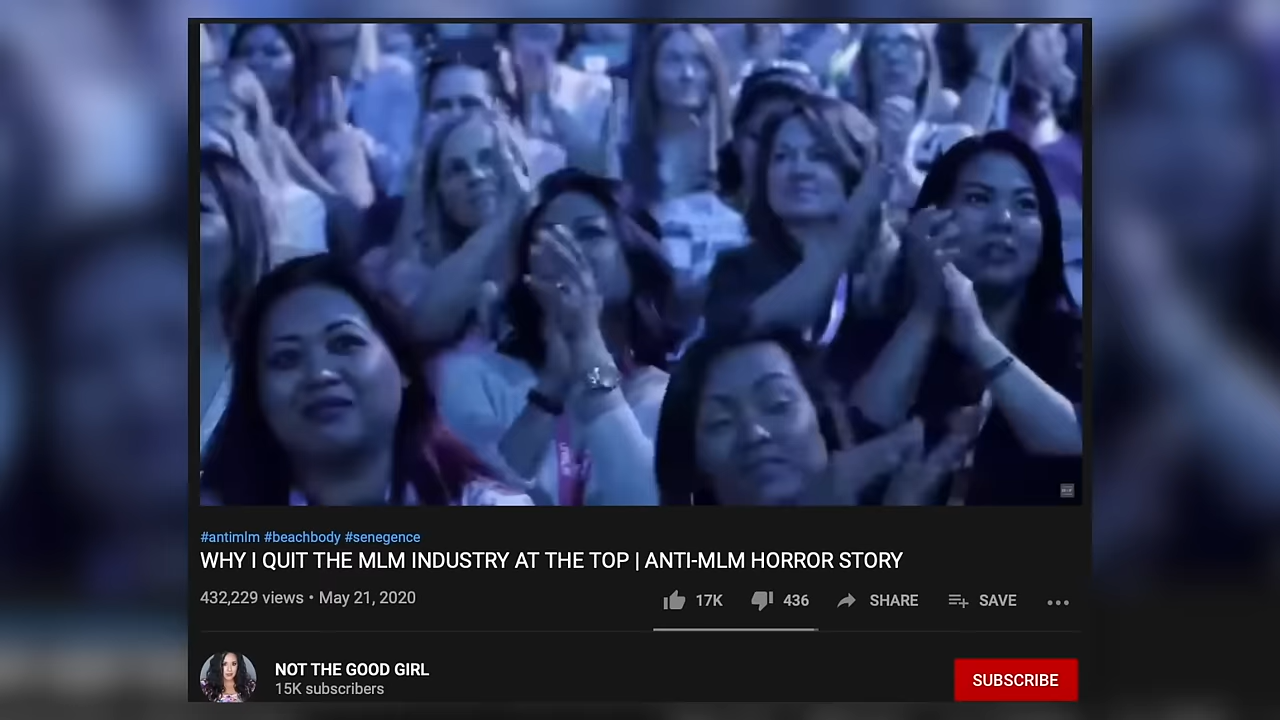 #antimlm #beachbody #senegence
WHY I QUIT THE MLM INDUSTRY AT THE TOP | ANTI-MLM HORROR STORY
432,229 views • May 21, 2020
17K 436 SHARE SAVE
NOT THE GOOD GIRL
15K subscribers
SUBSCRIBE